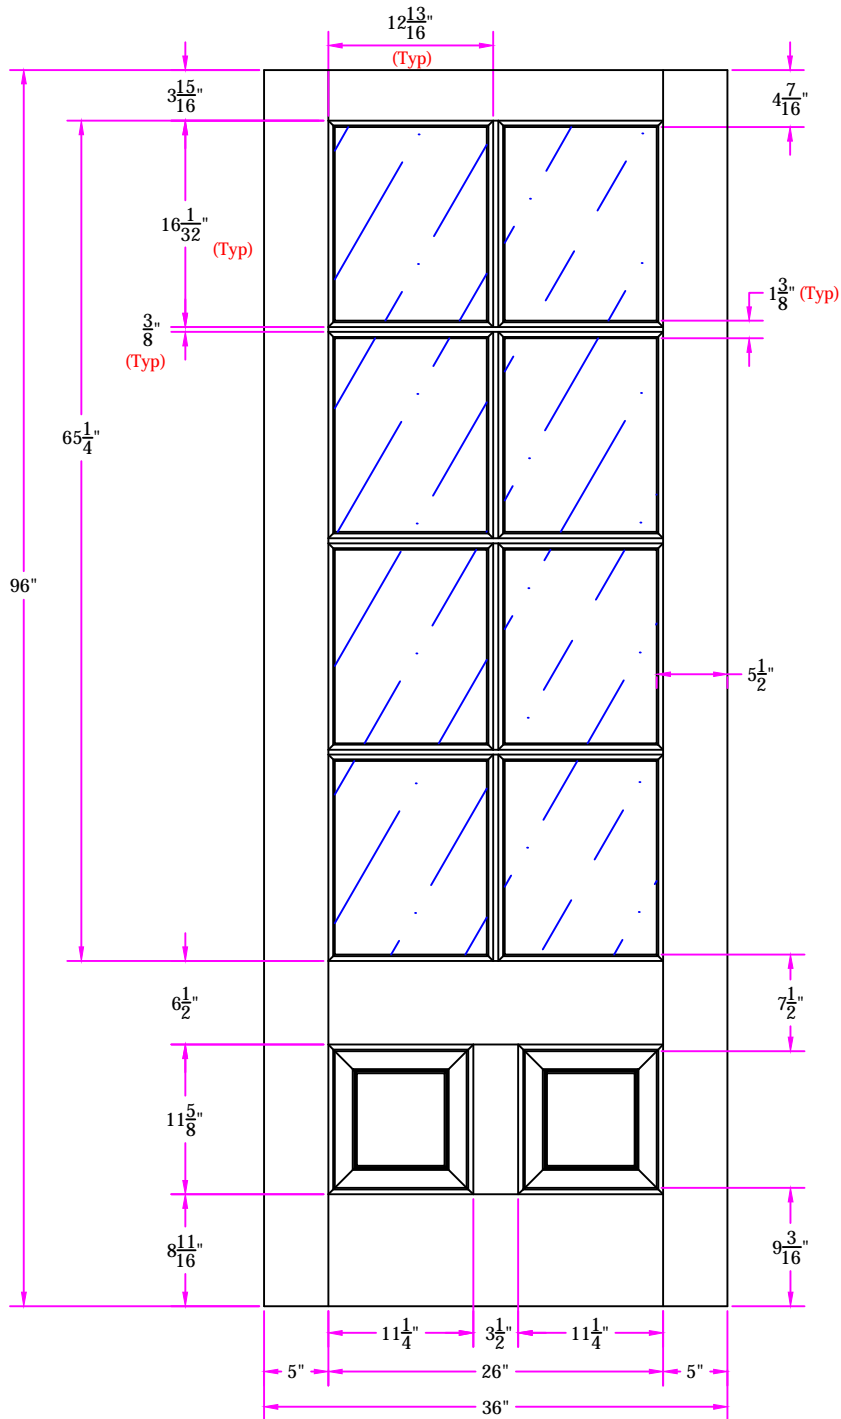 12 13/16"
(Typ)
3 15/16"
4 7/16"
16 1/32"
(Typ)
1 3/8" (Typ)
3/8"
(Typ)
65 1/4"
96"
5 1/2"
6 1/2"
7 1/2"
11 5/8"
8 11/16"
9 3/16"
11 1/4" 3 1/2" 11 1/4"
5" 26" 5"
36"